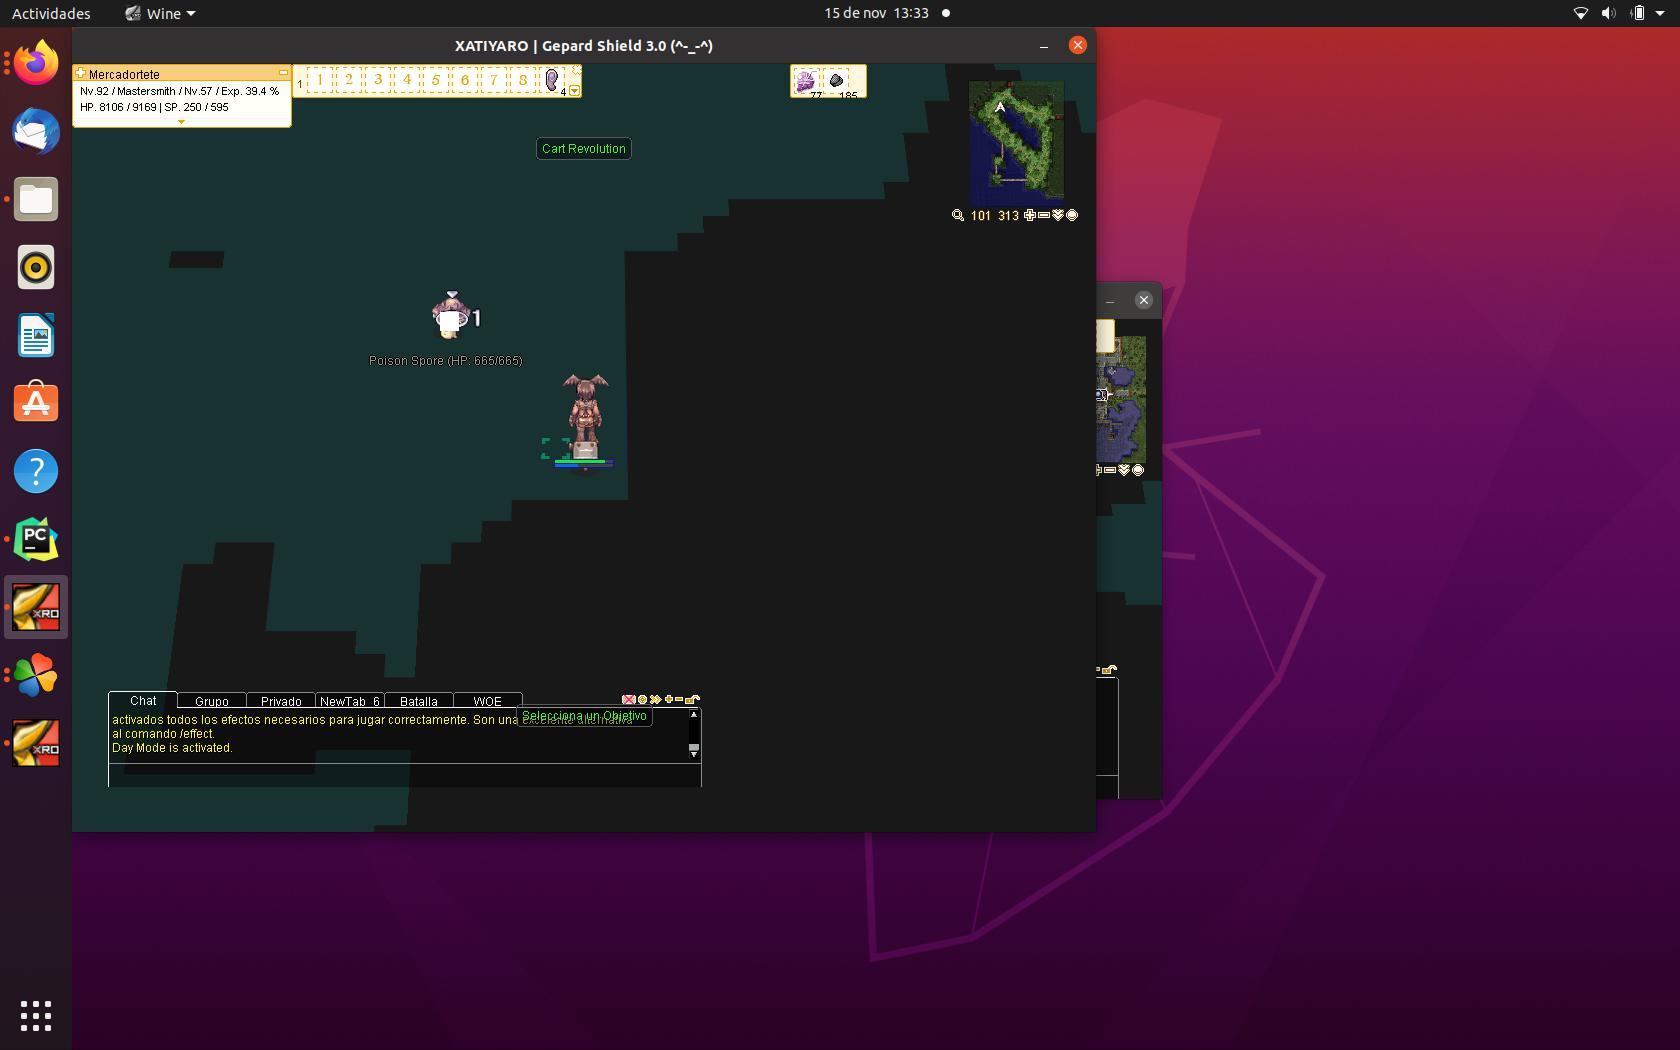 Actividades
Wine
15 de nov 13:33
XATIYARO | Gepard Shield 3.0 (^-_-^)
Mercadortete
Nv.92 / Mastersmith / Nv.57 / Exp. 39.4 %
HP. 8106 / 9169 | SP. 250 / 595
1 1 2 3 4 5 6 7 8 4
77 185
Cart Revolution
101 313
1
Poison Spore (HP: 665/665)
PC
XRO
XRO
Chat Grupo Privado NewTab_6 Batalla WOE
activados todos los efectos necesarios para jugar correctamente. Son una excelente alternativa
Selecciona un Objetivo
al comando /effect.
Day Mode is activated.